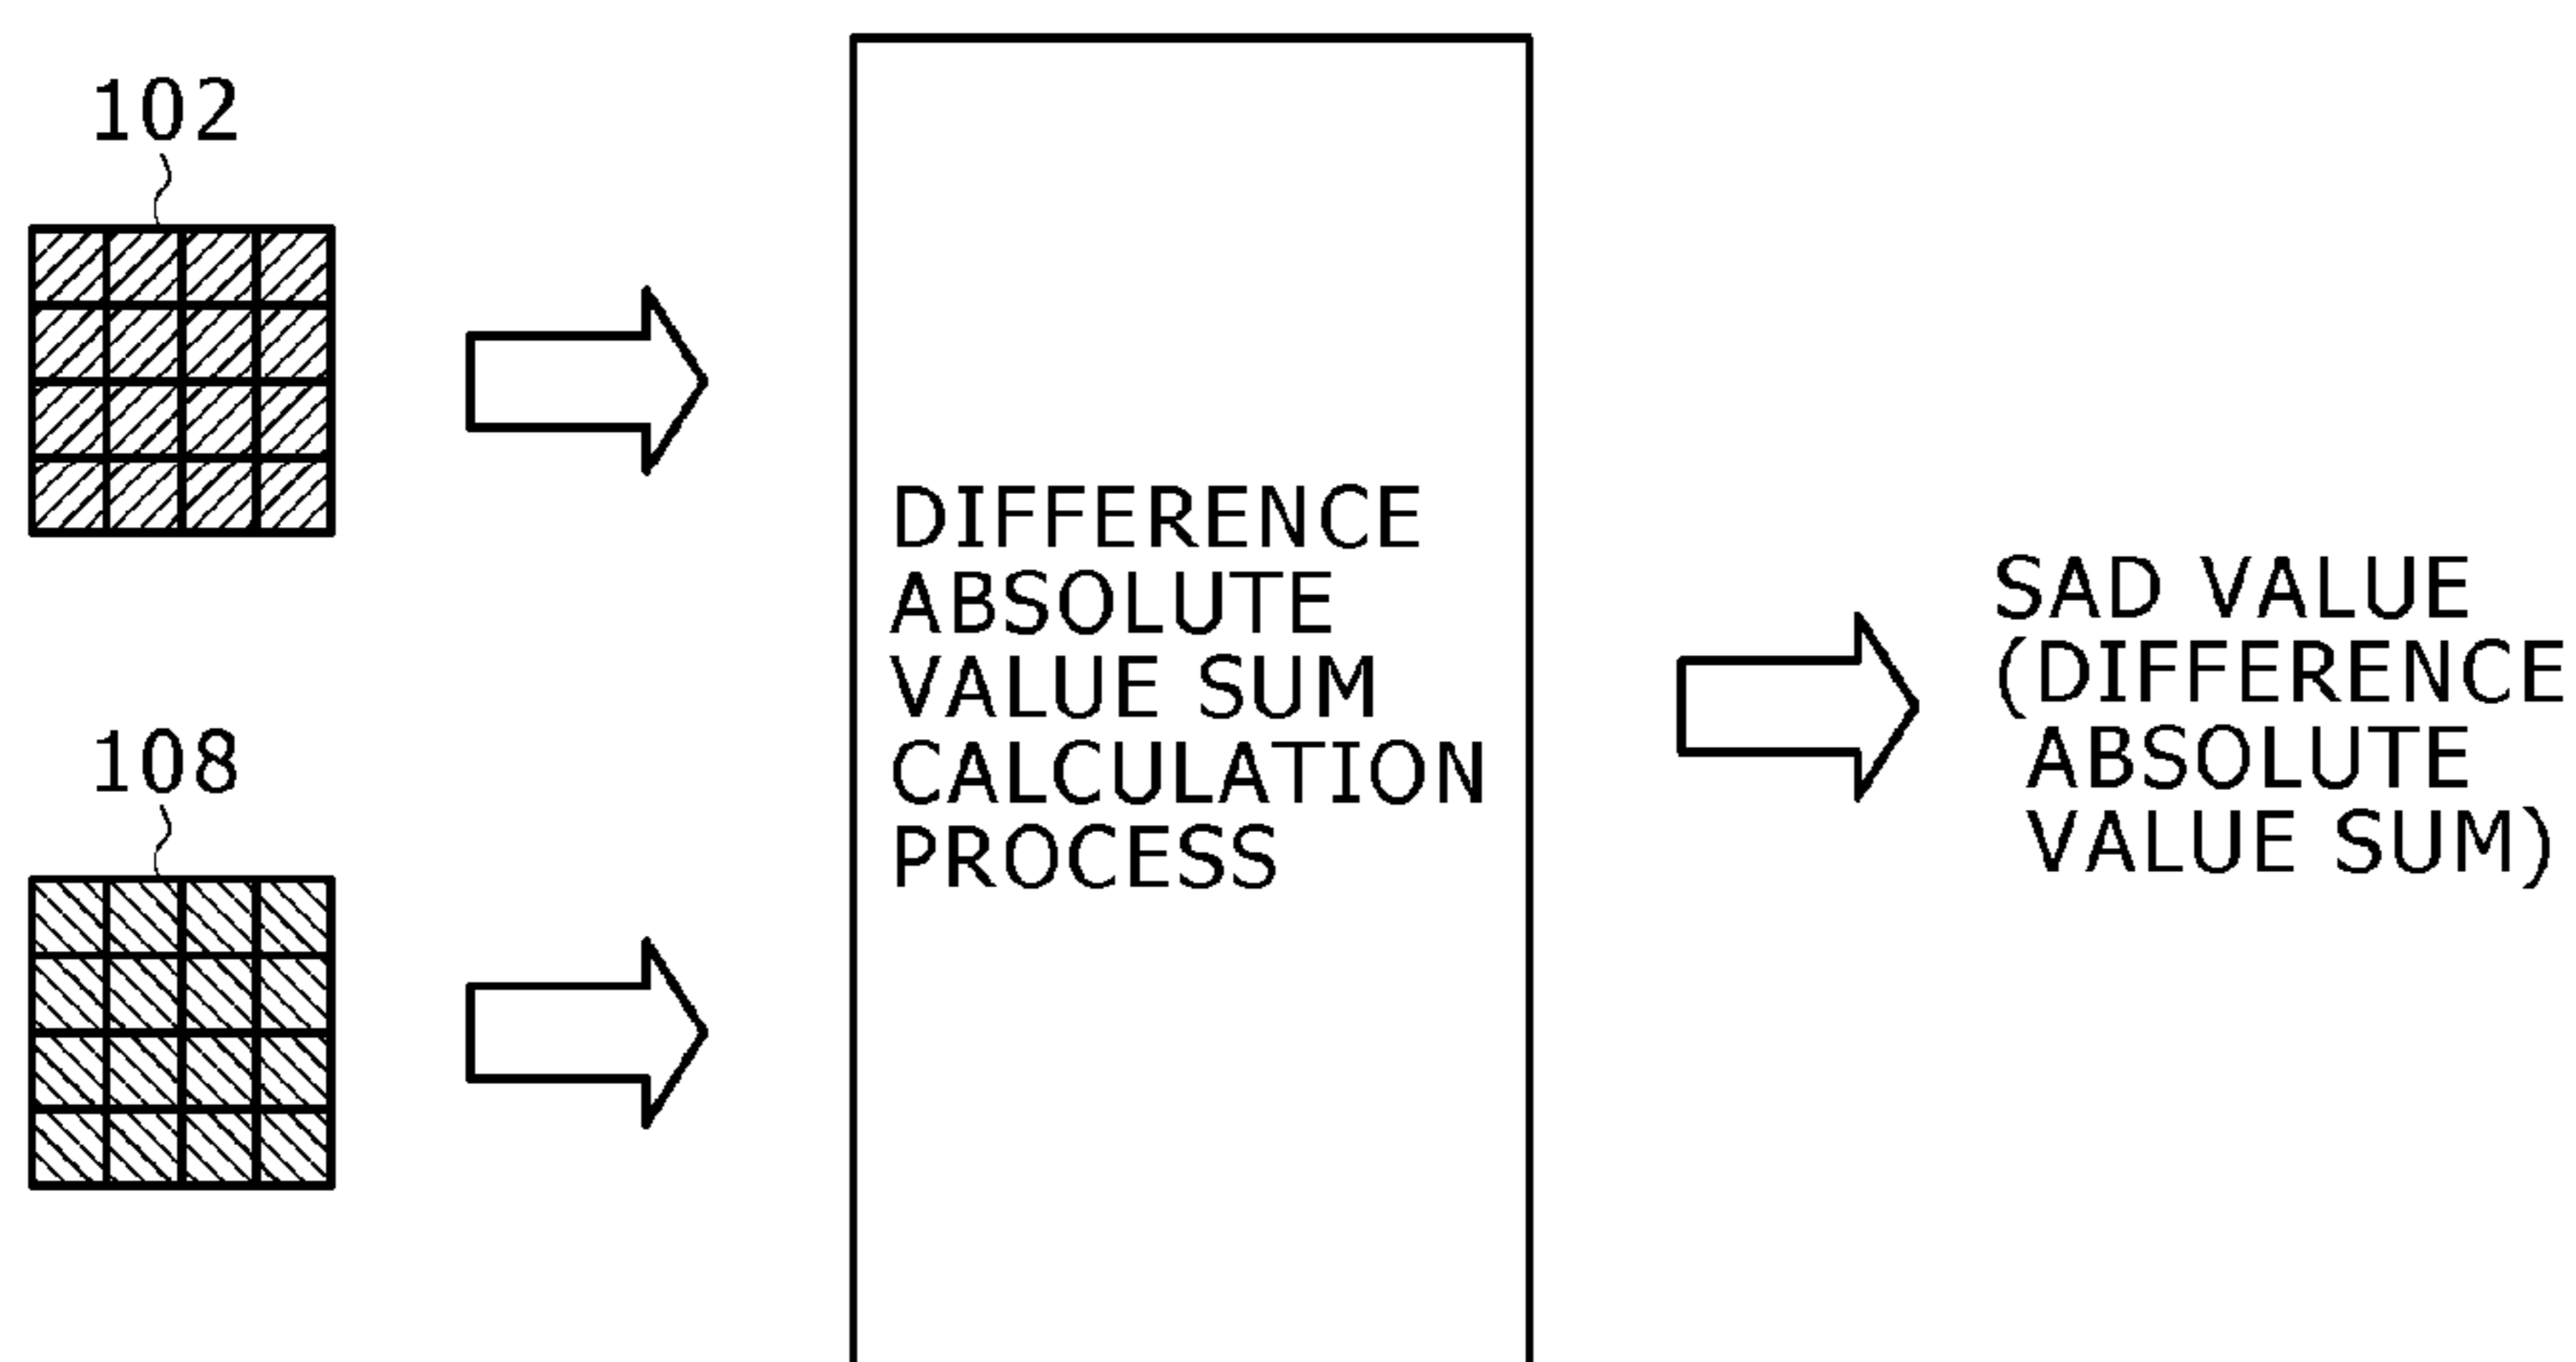 102
108
DIFFERENCE
ABSOLUTE
VALUE SUM
CALCULATION
PROCESS
SAD VALUE
(DIFFERENCE
ABSOLUTE
VALUE SUM)